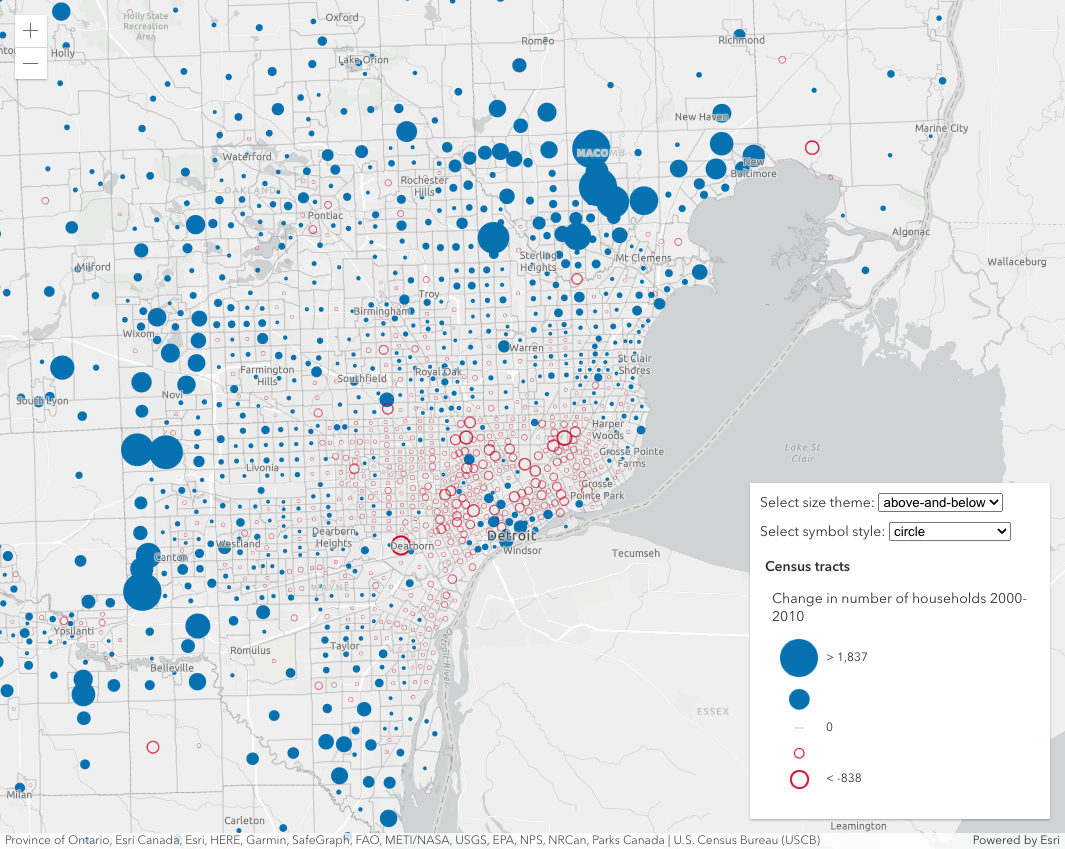 Holly State
Recreation
Area
Oxford
Holly
Lake Orion
Romeo
Richmond
New Haven
Marine City
MACOMB
Waterford
OAKLAND
Rochester
Hills
New
Baltimore
Pontiac
Algonac
Sterling
Heights
Mt Clemens
Wallaceburg
Milford
Troy
Birmingham
Wixom
Warren
St Clair
Shores
Farmington
Hills
Southfield
Royal Oak
Novi
South Lyon
Harper
Woods
Lake St
Clair
Grosse Pointe
Farms
Livonia
Grosse
Pointe Park
Dearborn
Heights
Westland
Dearborn
Detroit
Windsor
Tecumseh
Canton
WAYNE
Ypsilanti
Taylor
Romulus
Belleville
Detroit River
ESSEX
Milan
Carleton
Leamington
Select size theme: above-and-below
Select symbol style: circle
Census tracts
Change in number of households 2000-
2010
> 1,837
0
< -838
Province of Ontario, Esri Canada, Esri, HERE, Garmin, SafeGraph, FAO, METI/NASA, USGS, EPA, NPS, NRCan, Parks Canada | U.S. Census Bureau (USCB)
Powered by Esri